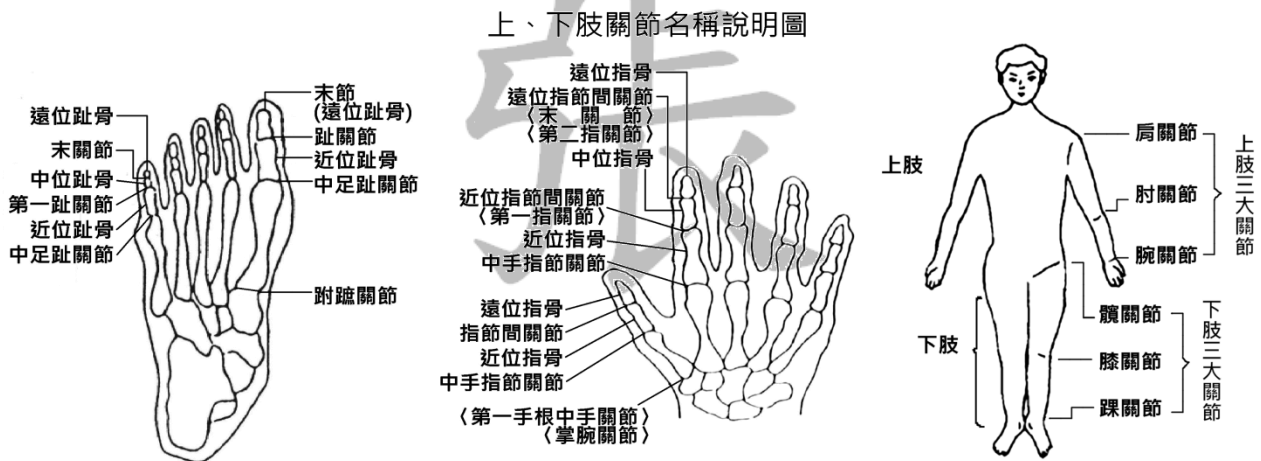 上、下肢關節名稱說明圖
遠位趾骨
末關節
中位趾骨
第一趾關節
近位趾骨
中足趾關節
末節
(遠位趾骨)
趾關節
近位趾骨
中足趾關節
跗蹠關節
遠位指骨
遠位指節間關節
〈末關節〉
〈第二指關節〉
中位指骨
近位指節間關節
〈第一指關節〉
近位指骨
中手指節關節
遠位指骨
指節間關節
近位指骨
中手指節關節
〈第一手根中手關節〉
〈掌腕關節〉
上肢
下肢
肩關節
肘關節
腕關節
上肢三大關節
髖關節
膝關節
踝關節
下肢三大關節